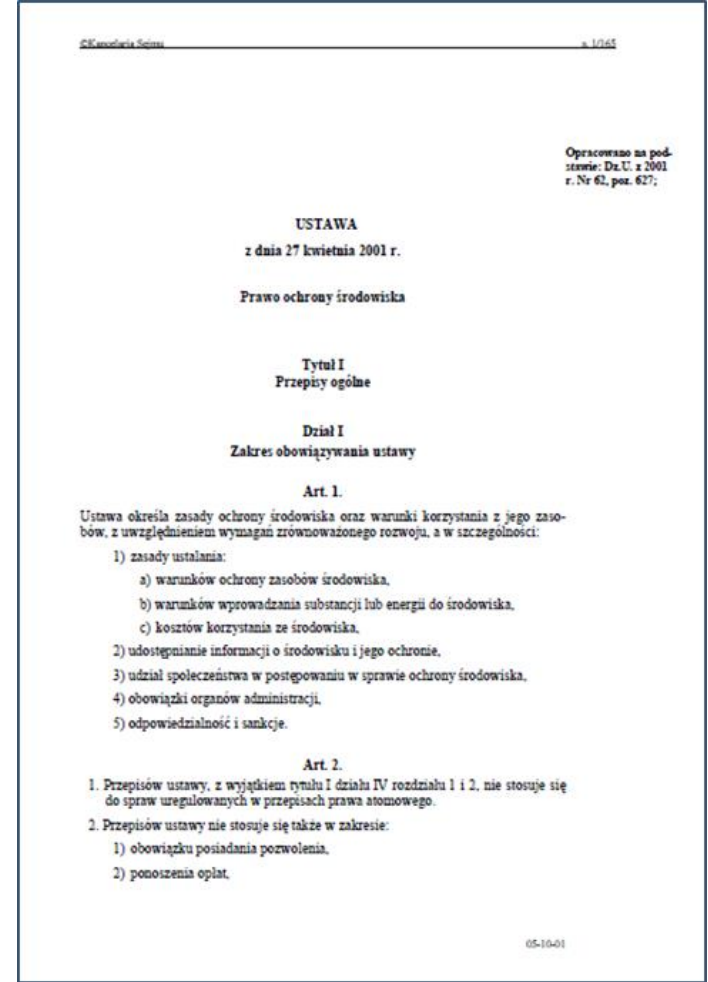 ©Kancelaria Sejmu s. 1/165
Opracowano na pod-
stawie: Dz.U. z 2001
r. Nr 62, poz. 627;
USTAWA
z dnia 27 kwietnia 2001 r.
Prawo ochrony środowiska
Tytuł I
Przepisy ogólne
Dział I
Zakres obowiązywania ustawy
Art. 1.
Ustawa określa zasady ochrony środowiska oraz warunki korzystania z jego zaso-
bów, z uwzględnieniem wymagań zrównoważonego rozwoju, a w szczególności:
1) zasady ustalania:
a) warunków ochrony zasobów środowiska,
b) warunków wprowadzania substancji lub energii do środowiska,
c) kosztów korzystania ze środowiska,
2) udostępnianie informacji o środowisku i jego ochronie,
3) udział społeczeństwa w postępowaniu w sprawie ochrony środowiska,
4) obowiązki organów administracji,
5) odpowiedzialność i sankcje.
Art. 2.
1. Przepisów ustawy, z wyjątkiem tytułu I działu IV rozdziału 1 i 2, nie stosuje się
do spraw uregulowanych w przepisach prawa atomowego.
2. Przepisów ustawy nie stosuje się także w zakresie:
1) obowiązku posiadania pozwolenia,
2) ponoszenia opłat,
05-10-01